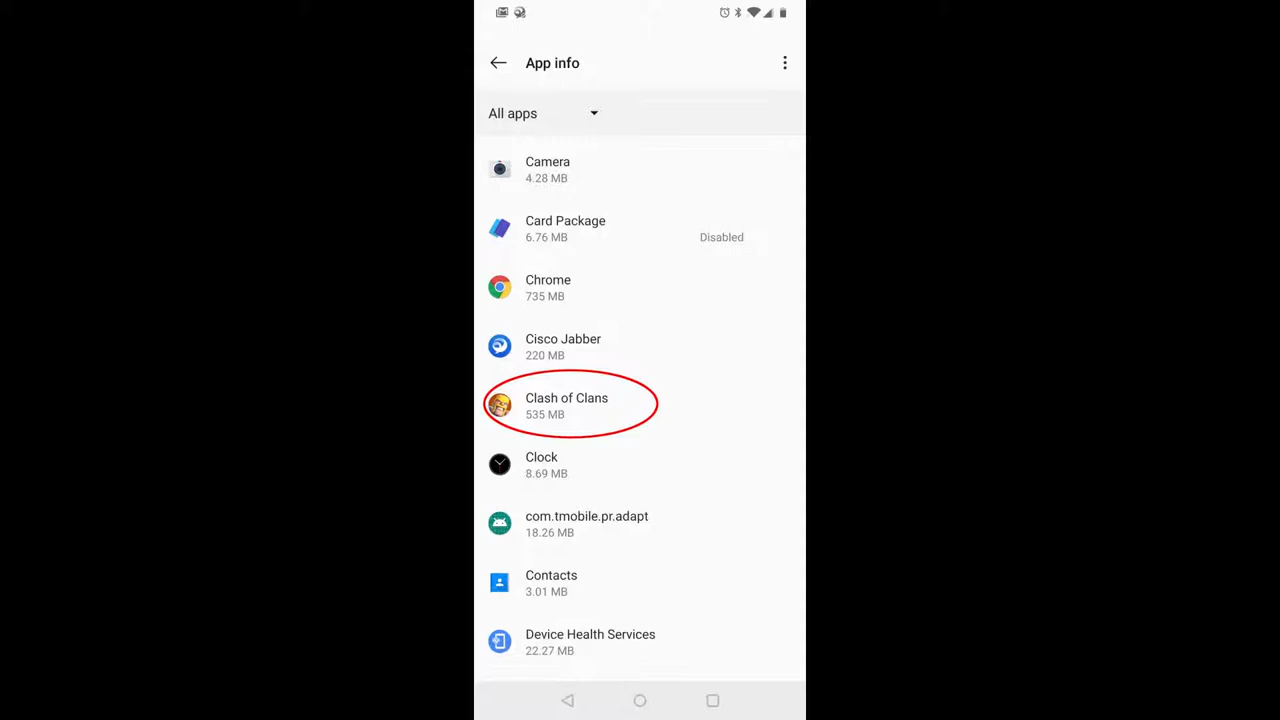 App info
All apps
Camera
4.28 MB
Card Package
6.76 MB
Disabled
Chrome
735 MB
Cisco Jabber
220 MB
Clash of Clans
535 MB
Clock
8.69 MB
com.tmobile.pr.adapt
18.26 MB
Contacts
3.01 MB
Device Health Services
22.27 MB